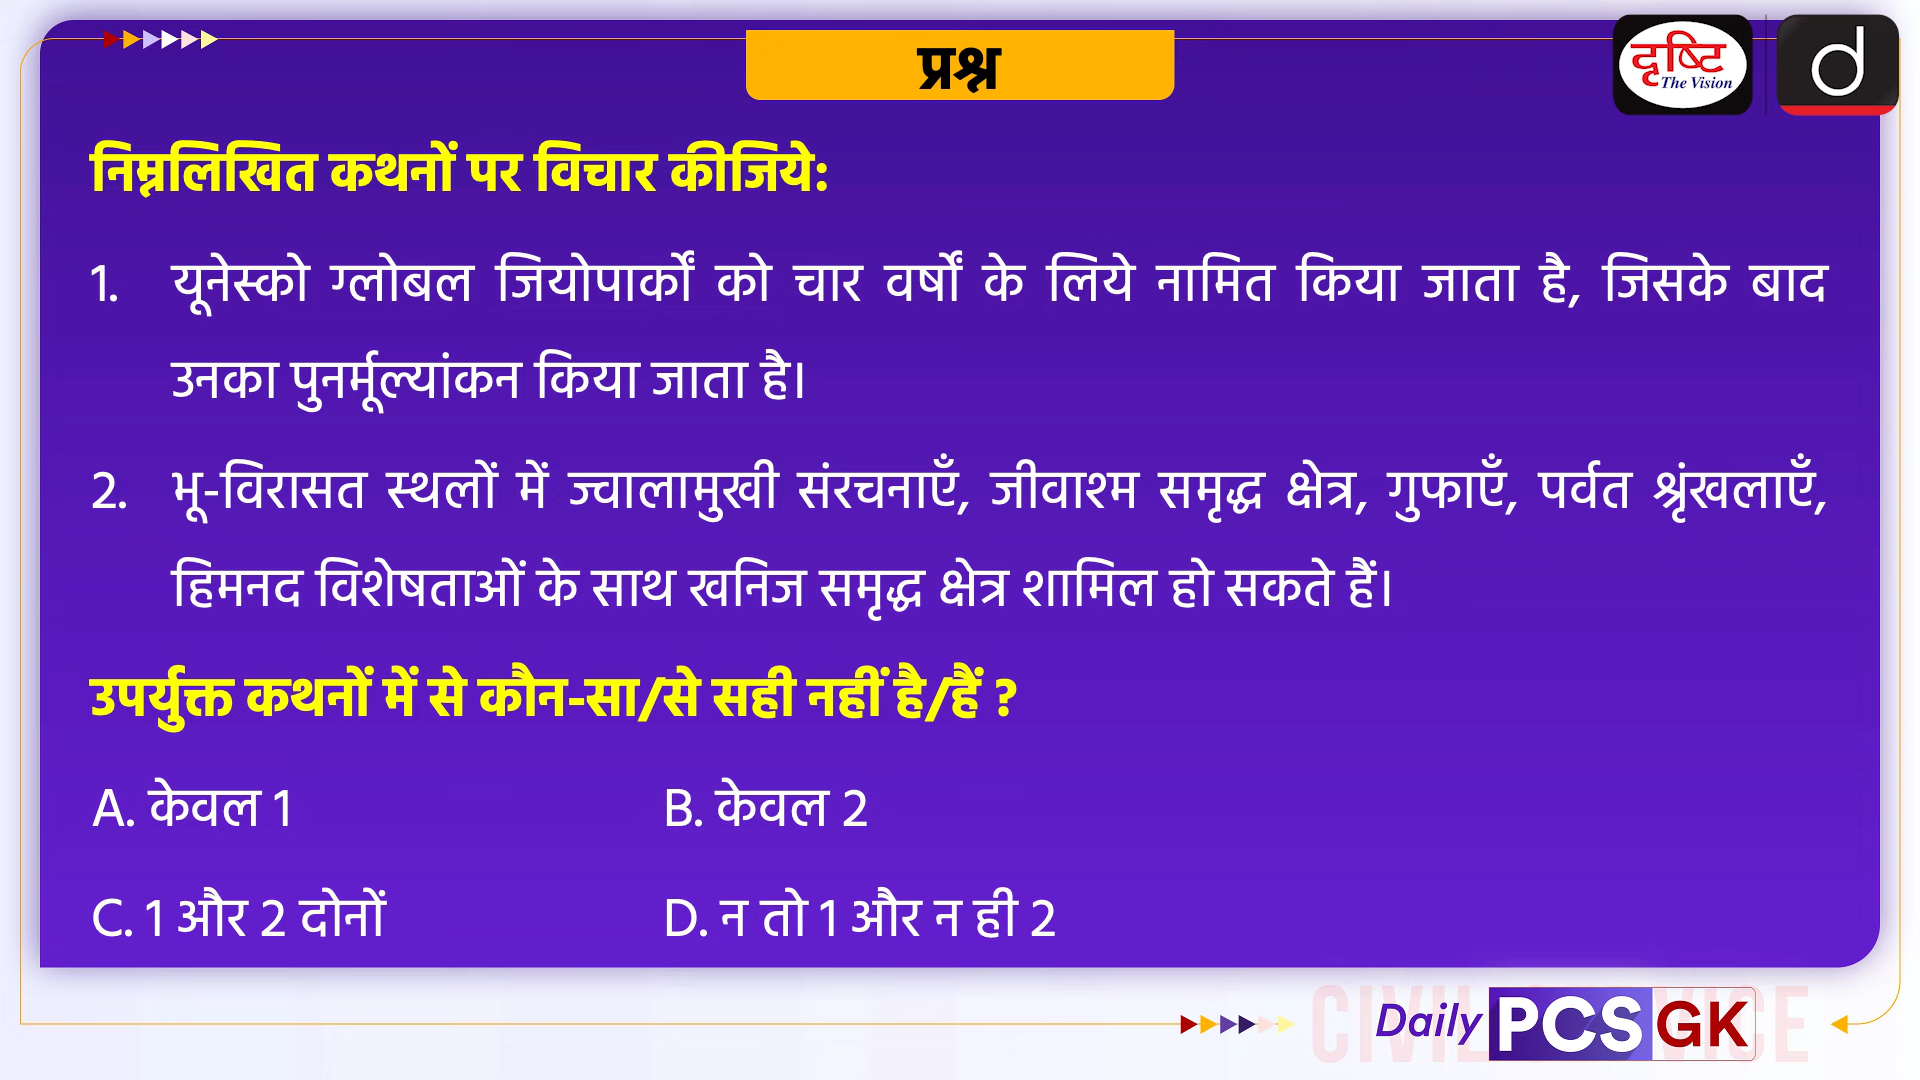 प्रश्न
दृष्टि
The Vision
d
निम्नलिखित कथनों पर विचार कीजिये:
1. यूनेस्को ग्लोबल जियोपार्कों को चार वर्षों के लिये नामित किया जाता है, जिसके बाद
उनका पुनर्मूल्यांकन किया जाता है।
2. भू-विरासत स्थलों में ज्वालामुखी संरचनाएँ, जीवाश्म समृद्ध क्षेत्र, गुफाएँ, पर्वत श्रृंखलाएँ,
हिमनद विशेषताओं के साथ खनिज समृद्ध क्षेत्र शामिल हो सकते हैं।
उपर्युक्त कथनों में से कौन-सा/से सही नहीं है/हैं ?
A. केवल 1 B. केवल 2
C. 1 और 2 दोनों D. न तो 1 और न ही 2
Daily PCS GK